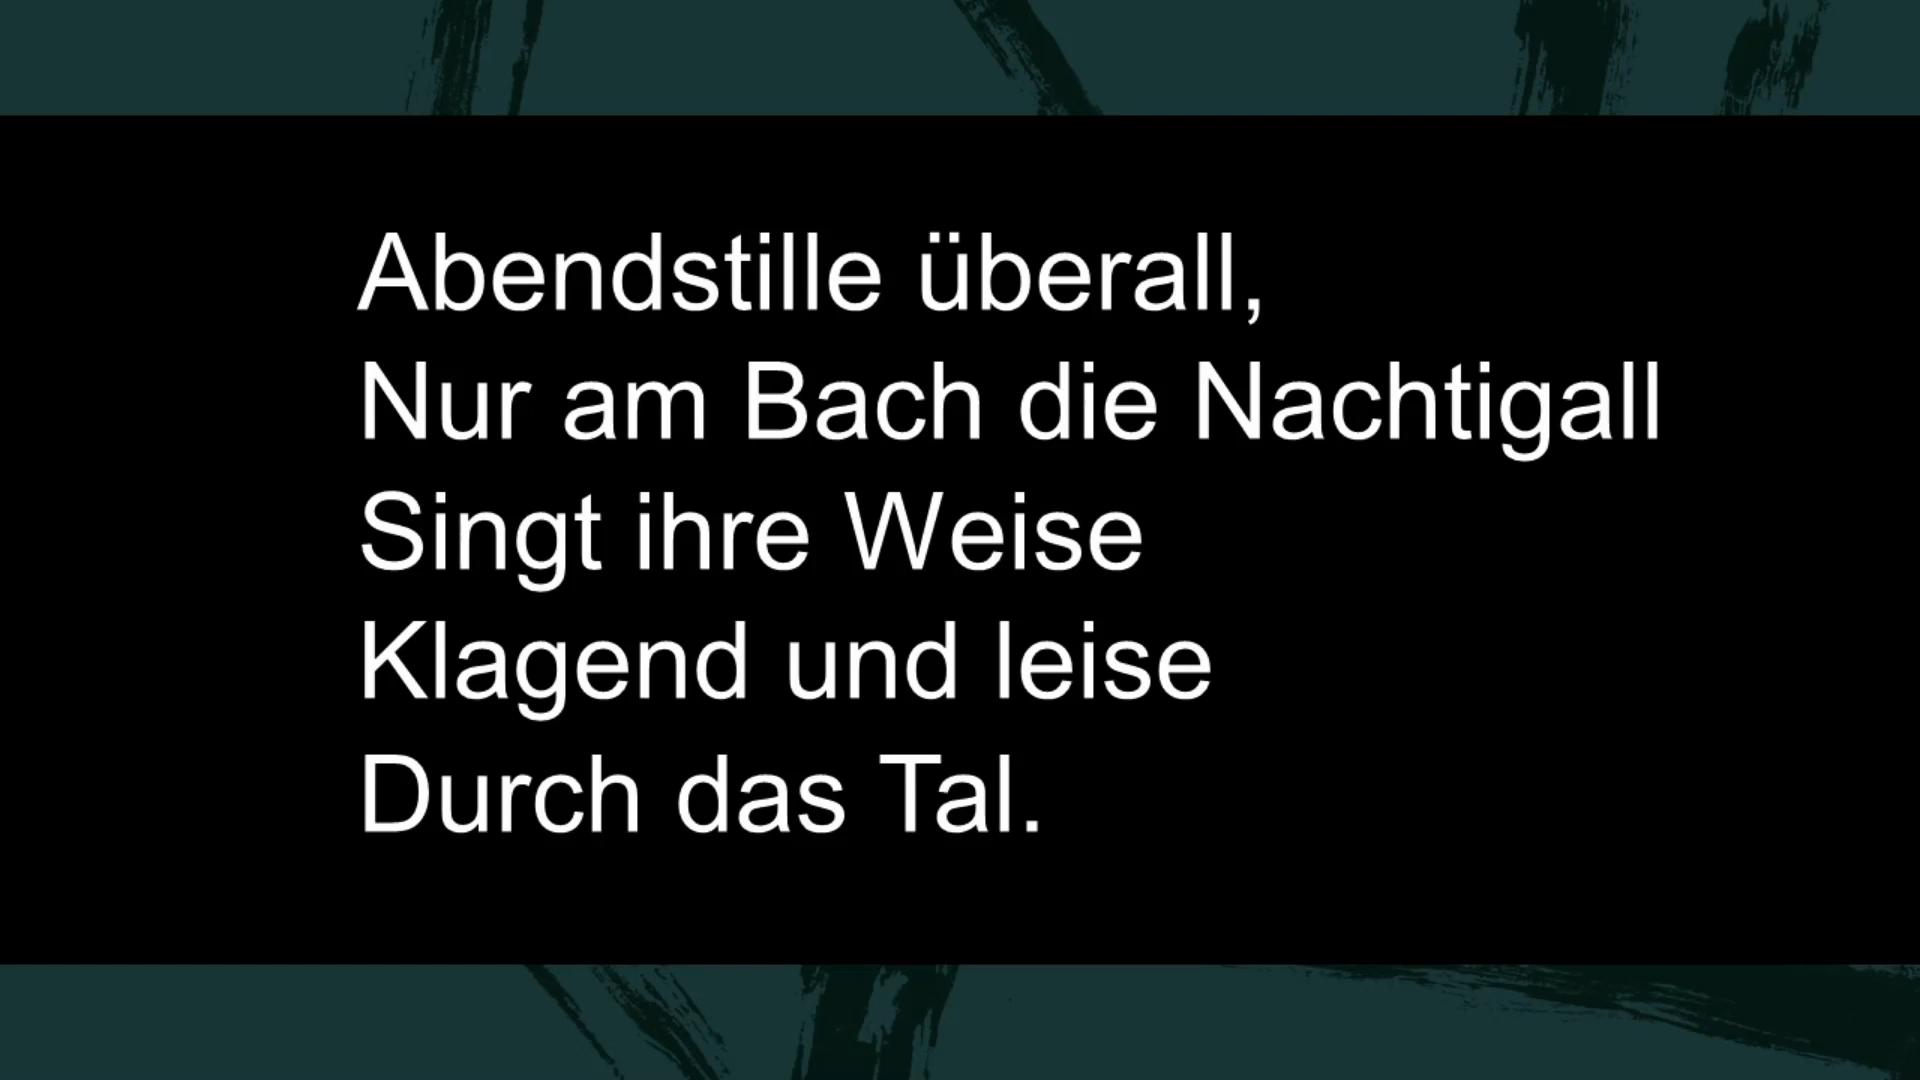 Abendstille überall,
Nur am Bach die Nachtigall
Singt ihre Weise
Klagend und leise
Durch das Tal.